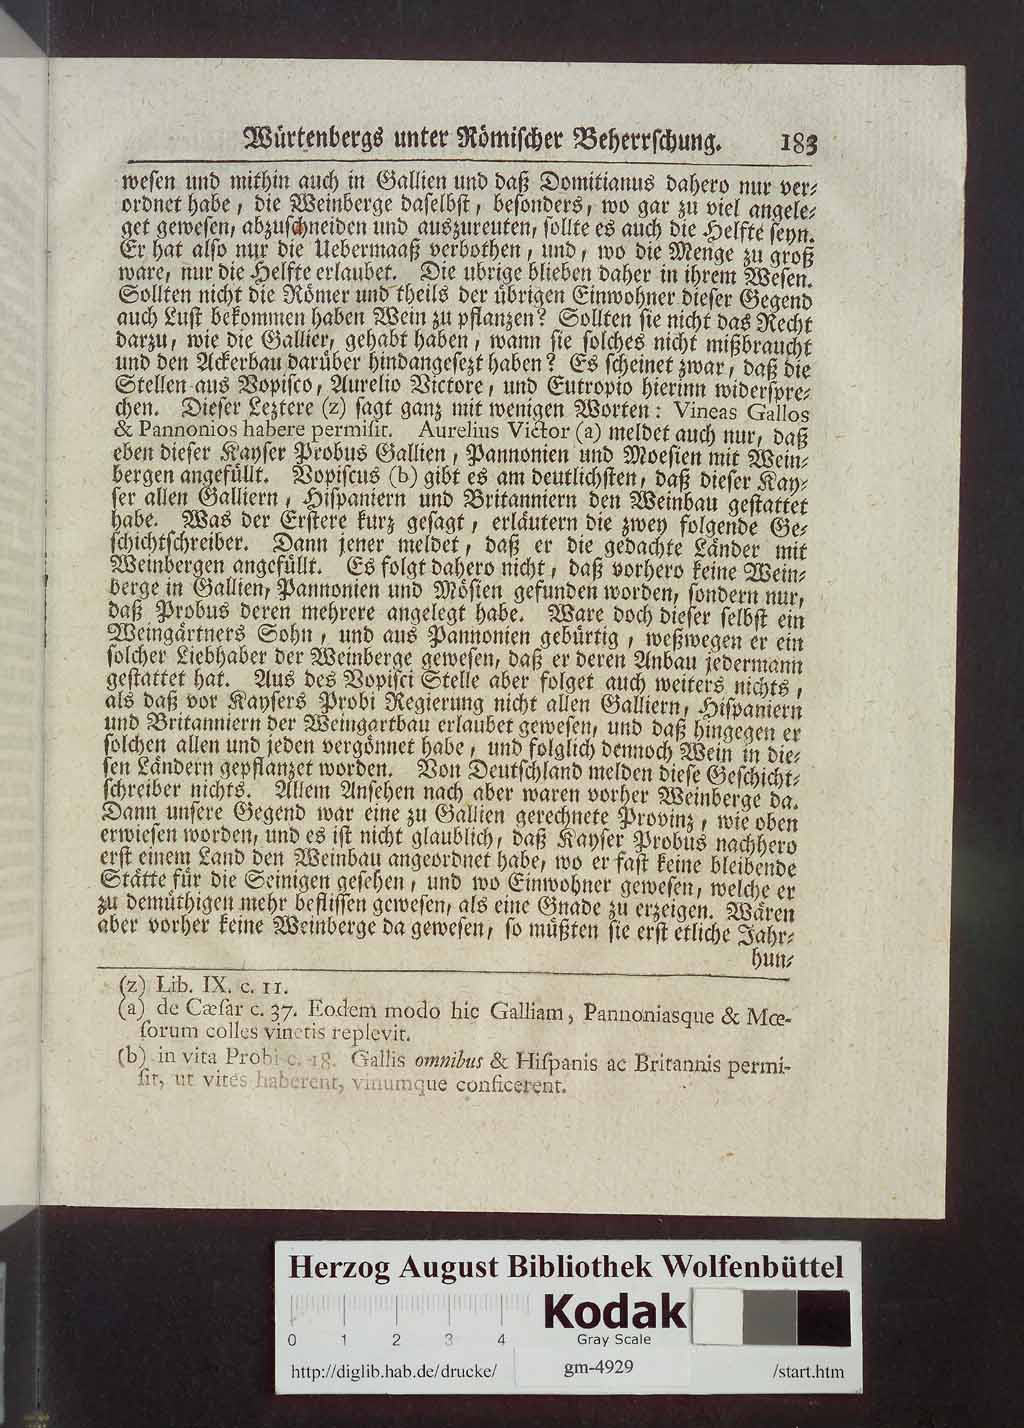 Würtenbergs unter Römischer Beherrschung. 183
wesen und mithin auch in Gallien und daß Domitianus dahero nur ver-
ordnet habe, die Weinberge daselbst, besonders, wo gar zu viel angele-
get gewesen, abzuschneiden und auszureuten, sollte es auch die Helfte seyn.
Er hat also nur die Uebermaaß verbothen, und, wo die Menge zu groß
ware, nur die Helfte erlaubet. Die ubrige blieben daher in ihrem Wesen.
Sollten nicht die Römer und theils der übrigen Einwohner dieser Gegend
auch Lust bekommen haben Wein zu pflanzen? Sollten sie nicht das Recht
darzu, wie die Gallier, gehabt haben, wann sie solches nicht mißbraucht
und den Ackerbau darüber hindangesezt haben? Es scheinet zwar, daß die
Stellen aus Vopisco, Aurelio Victore, und Eutropio hierinn widerspre-
chen. Dieser Leztere (z) sagt ganz mit wenigen Worten: Vineas Gallos
& Pannonios habere permisit. Aurelius Victor (a) meldet auch nur, daß
eben dieser Kayser Probus Gallien, Pannonien und Moesien mit Wein-
bergen angefüllt. Vopiscus (b) gibt es am deutlichsten, daß dieser Kay-
ser allen Galliern, Hispaniern und Britanniern den Weinbau gestattet
habe. Was der Erstere kurz gesagt, erläutern die zwey folgende Ge-
schichtschreiber. Dann jener meldet, daß er die gedachte Länder mit
Weinbergen angefüllt. Es folgt dahero nicht, daß vorhero keine Wein-
berge in Gallien, Pannonien und Mösien gefunden worden, sondern nur,
daß Probus deren mehrere angelegt habe. Ware doch dieser selbst ein
Weingärtners Sohn, und aus Pannonien gebürtig, weßwegen er ein
solcher Liebhaber der Weinberge gewesen, daß er deren Anbau jedermann
gestattet hat. Aus des Vopisci Stelle aber folget auch weiters nichts,
als daß vor Kaysers Probi Regierung nicht allen Galliern, Hispaniern
und Britanniern der Weingartbau erlaubet gewesen, und daß hingegen er
solchen allen und jeden vergönnet habe, und folglich dennoch Wein in die-
sen Ländern gepflanzet worden. Von Deutschland melden diese Geschicht-
schreiber nichts. Allem Ansehen nach aber waren vorher Weinberge da.
Dann unsere Gegend war eine zu Gallien gerechnete Provinz, wie oben
erwiesen worden, und es ist nicht glaublich, daß Kayser Probus nachhero
erst einem Land den Weinbau angeordnet habe, wo er fast keine bleibende
Stätte für die Seinigen gesehen, und wo Einwohner gewesen, welche er
zu demüthigen mehr beflissen gewesen, als eine Gnade zu erzeigen. Wären
aber vorher keine Weinberge da gewesen, so müßten sie erst etliche Jahr-
hun-
(z) Lib. IX. c. 11.
(a) de Cæsar c. 37. Eodem modo hic Galliam, Pannoniasque & Mœ-
sorum colles vinetis replevit.
(b) in vita Probi c. 18. Gallis omnibus & Hispanis ac Britannis permi-
sit, ut vites haberent, vinumque conficerent.
Herzog August Bibliothek Wolfenbüttel
0 1 2 3 4
Kodak
Gray Scale
http://diglib.hab.de/drucke/ gm-4929 /start.htm